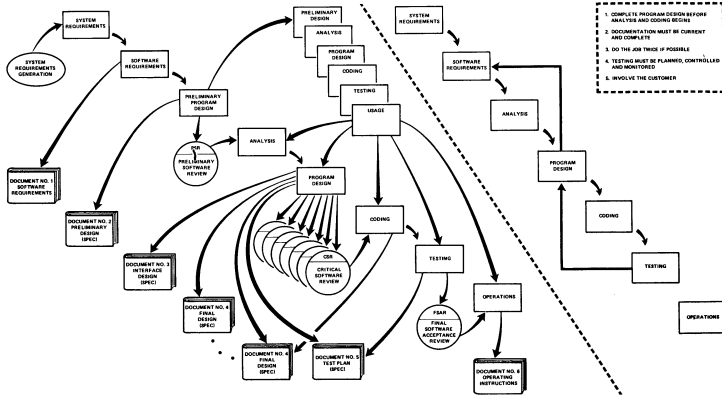 SYSTEM
REQUIREMENTS
SYSTEM
REQUIREMENTS
GENERATION
SOFTWARE
REQUIREMENTS
PRELIMINARY
PROGRAM
DESIGN
PRELIMINARY
DESIGN
ANALYSIS
PROGRAM
DESIGN
CODING
TESTING
USAGE
PSR
PRELIMINARY
SOFTWARE
REVIEW
ANALYSIS
PROGRAM
DESIGN
CSR
CRITICAL
SOFTWARE
REVIEW
CODING
TESTING
FSAR
FINAL
SOFTWARE
ACCEPTANCE
REVIEW
OPERATIONS
DOCUMENT NO. 1
SOFTWARE
REQUIREMENTS
DOCUMENT NO. 2
PRELIMINARY
DESIGN
(SPEC)
DOCUMENT NO. 3
INTERFACE
DESIGN
(SPEC)
DOCUMENT NO. 4
FINAL
DESIGN
(SPEC)
DOCUMENT NO. 4
FINAL
DESIGN
(SPEC)
DOCUMENT NO. 5
TEST PLAN
(SPEC)
DOCUMENT NO. 6
OPERATING
INSTRUCTIONS
SYSTEM
REQUIREMENTS
SOFTWARE
REQUIREMENTS
ANALYSIS
PROGRAM
DESIGN
CODING
TESTING
OPERATIONS
1. COMPLETE PROGRAM DESIGN BEFORE
ANALYSIS AND CODING BEGINS
2. DOCUMENTATION MUST BE CURRENT
AND COMPLETE
3. DO THE JOB TWICE IF POSSIBLE
4. TESTING MUST BE PLANNED, CONTROLLED
AND MONITORED
5. INVOLVE THE CUSTOMER